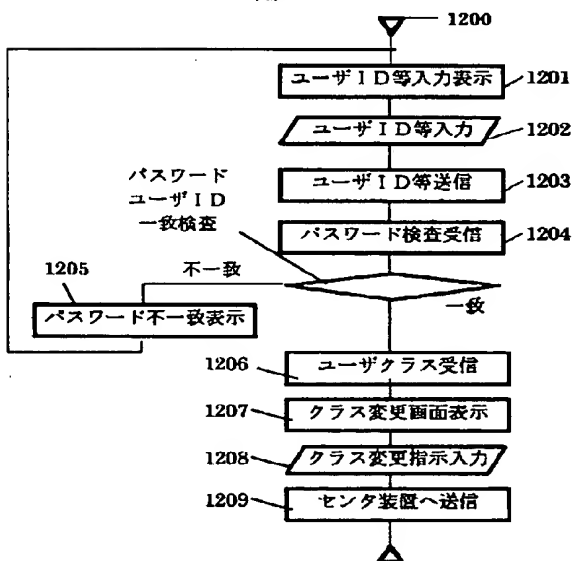 1200
ユーザID等入力表示
1201
ユーザID等入力
1202
ユーザID等送信
1203
パスワード検査受信
1204
パスワード
ユーザID
一致検査
不一致
一致
1205
パスワード不一致表示
1206
ユーザクラス受信
1207
クラス変更画面表示
1208
クラス変更指示入力
1209
センタ装置へ送信